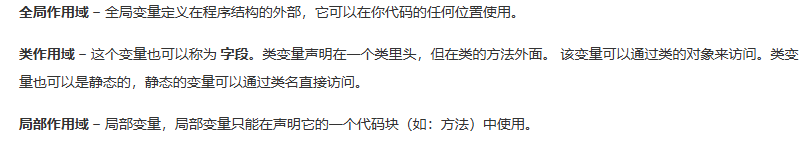 全局作用域 – 全局变量定义在程序结构的外部，它可以在你代码的任何位置使用。
类作用域 – 这个变量也可以称为 字段。类变量声明在一个类里头，但在类的方法外面。 该变量可以通过类的对象来访问。类变
量也可以是静态的，静态的变量可以通过类名直接访问。
局部作用域 – 局部变量，局部变量只能在声明它的一个代码块（如：方法）中使用。